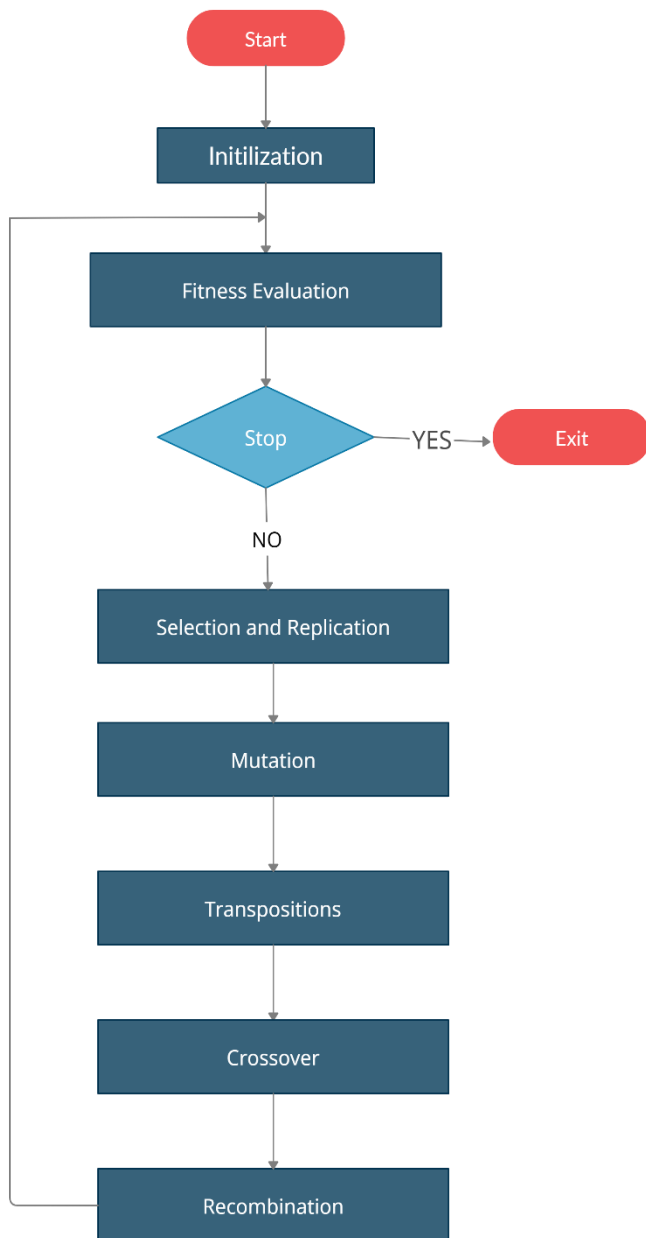 Start
Initilization
Fitness Evaluation
Stop
YES
Exit
NO
Selection and Replication
Mutation
Transpositions
Crossover
Recombination